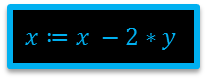 x ≔ x − 2 ∗ y